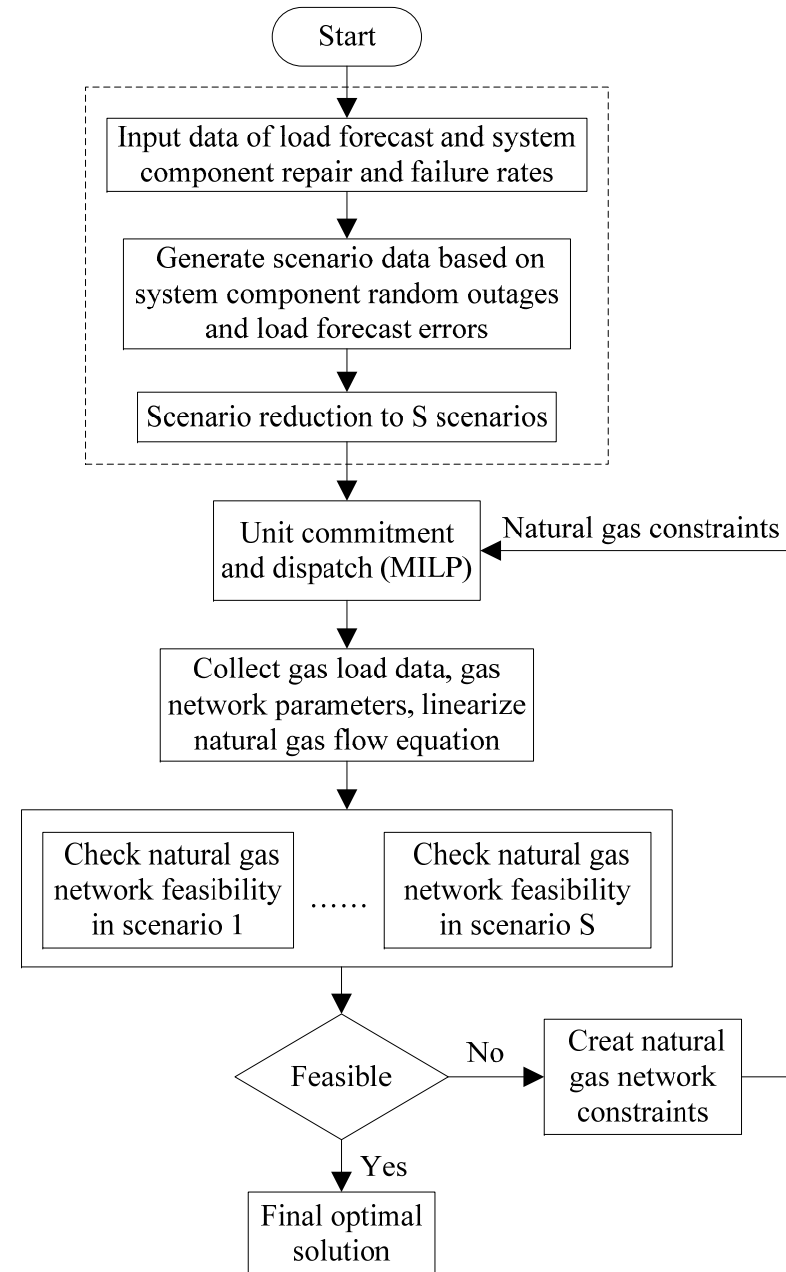 Start
Input data of load forecast and system
component repair and failure rates
Generate scenario data based on
system component random outages
and load forecast errors
Scenario reduction to S scenarios
Unit commitment
and dispatch (MILP)
Natural gas constraints
Collect gas load data, gas
network parameters, linearize
natural gas flow equation
Check natural gas
network feasibility
in scenario 1
......
Check natural gas
network feasibility
in scenario S
Feasible
No
Creat natural
gas network
constraints
Yes
Final optimal
solution